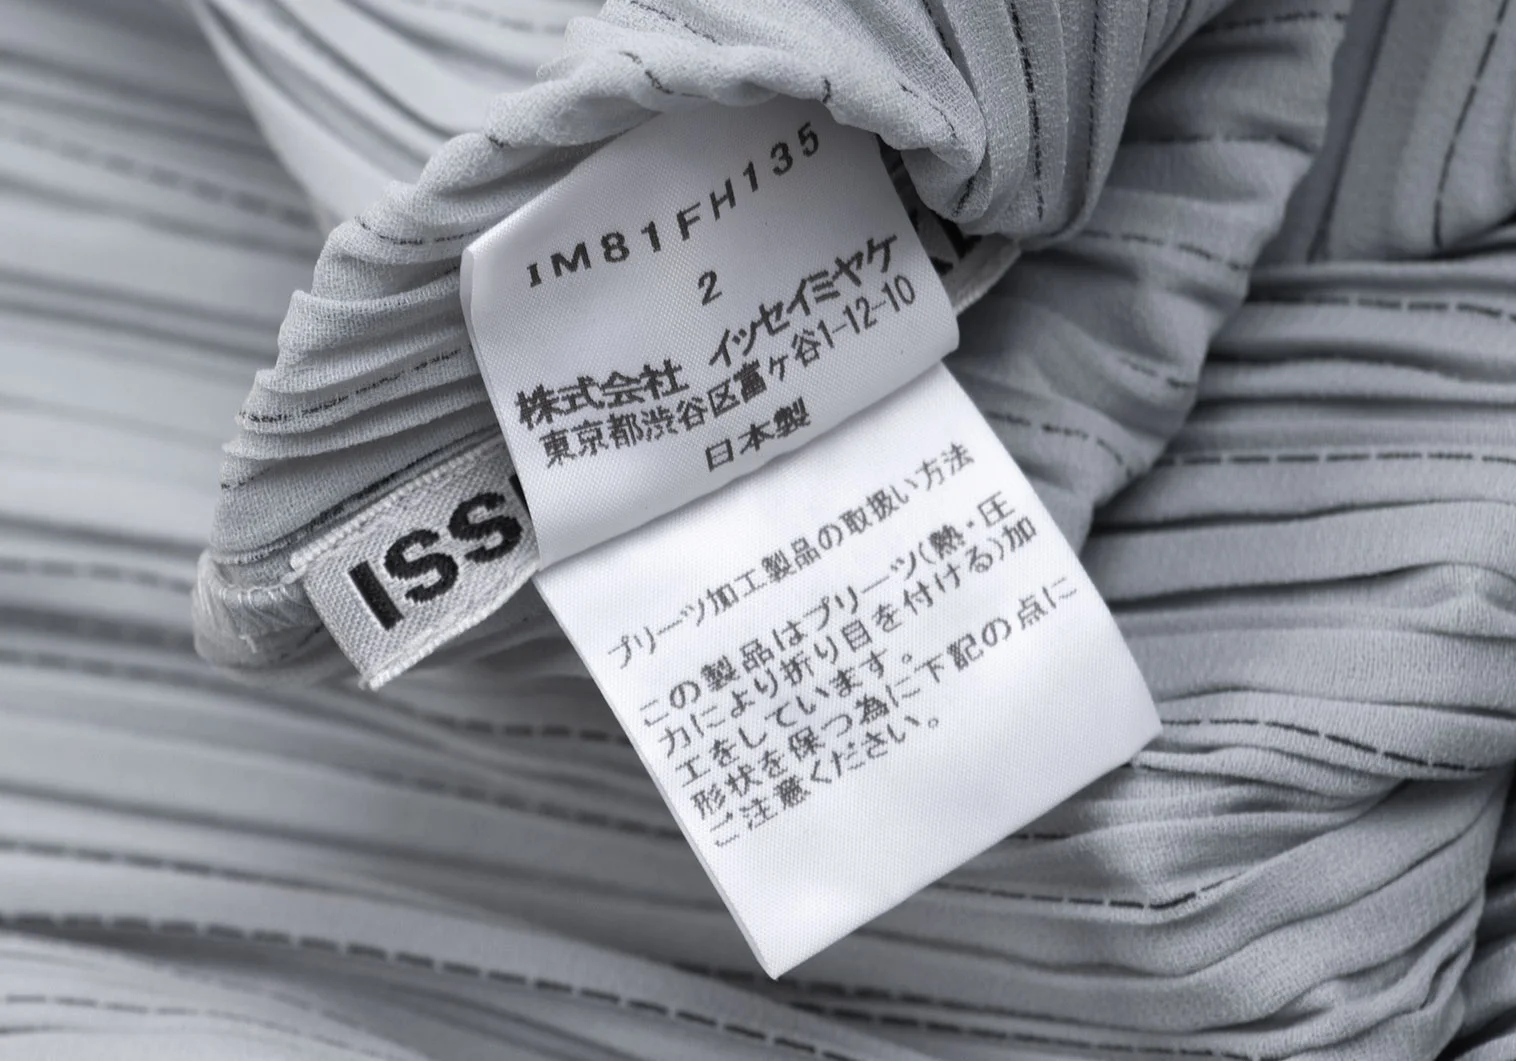 IM81FH135
2
株式会社 イッセイミヤケ
東京都渋谷区富ヶ谷1-12-10
日本製
プリーツ加工製品の取扱い方法
この製品はプリーツ(熱・圧
力により折り目を付ける)加
工をしています。
形状を保つ為に下記の点に
ご注意ください。
ISS